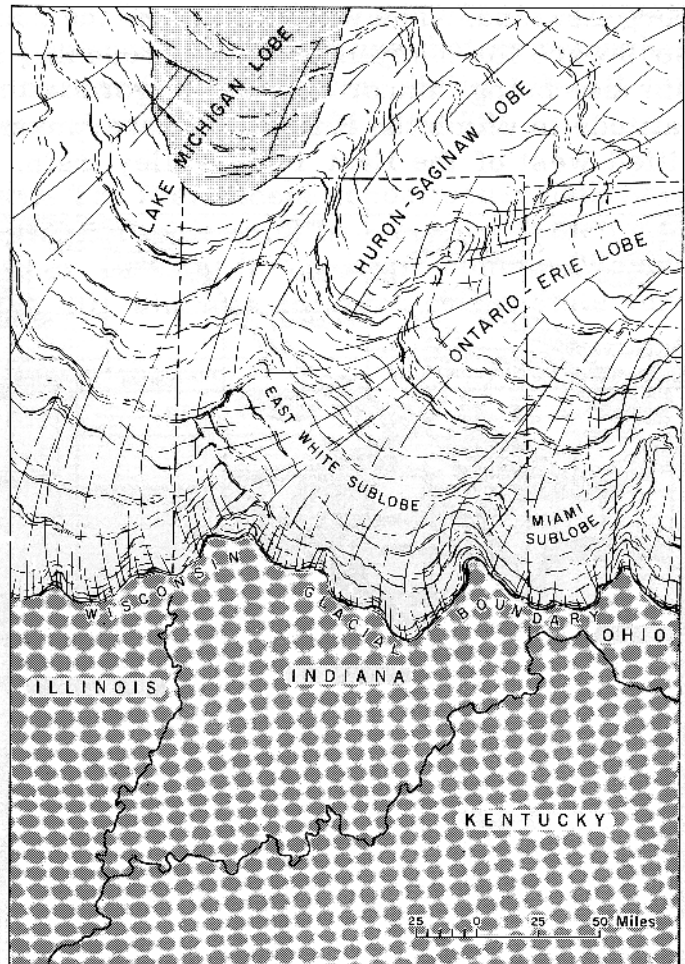 LAKE MICHIGAN LOBE
HURON-SAGINAW LOBE
ONTARIO-ERIE LOBE
EAST WHITE SUBLOBE
MIAMI
SUBLOBE
WISCONSIN GLACIAL BOUNDARY
OHIO
ILLINOIS
INDIANA
KENTUCKY
25 0 25 50 Miles